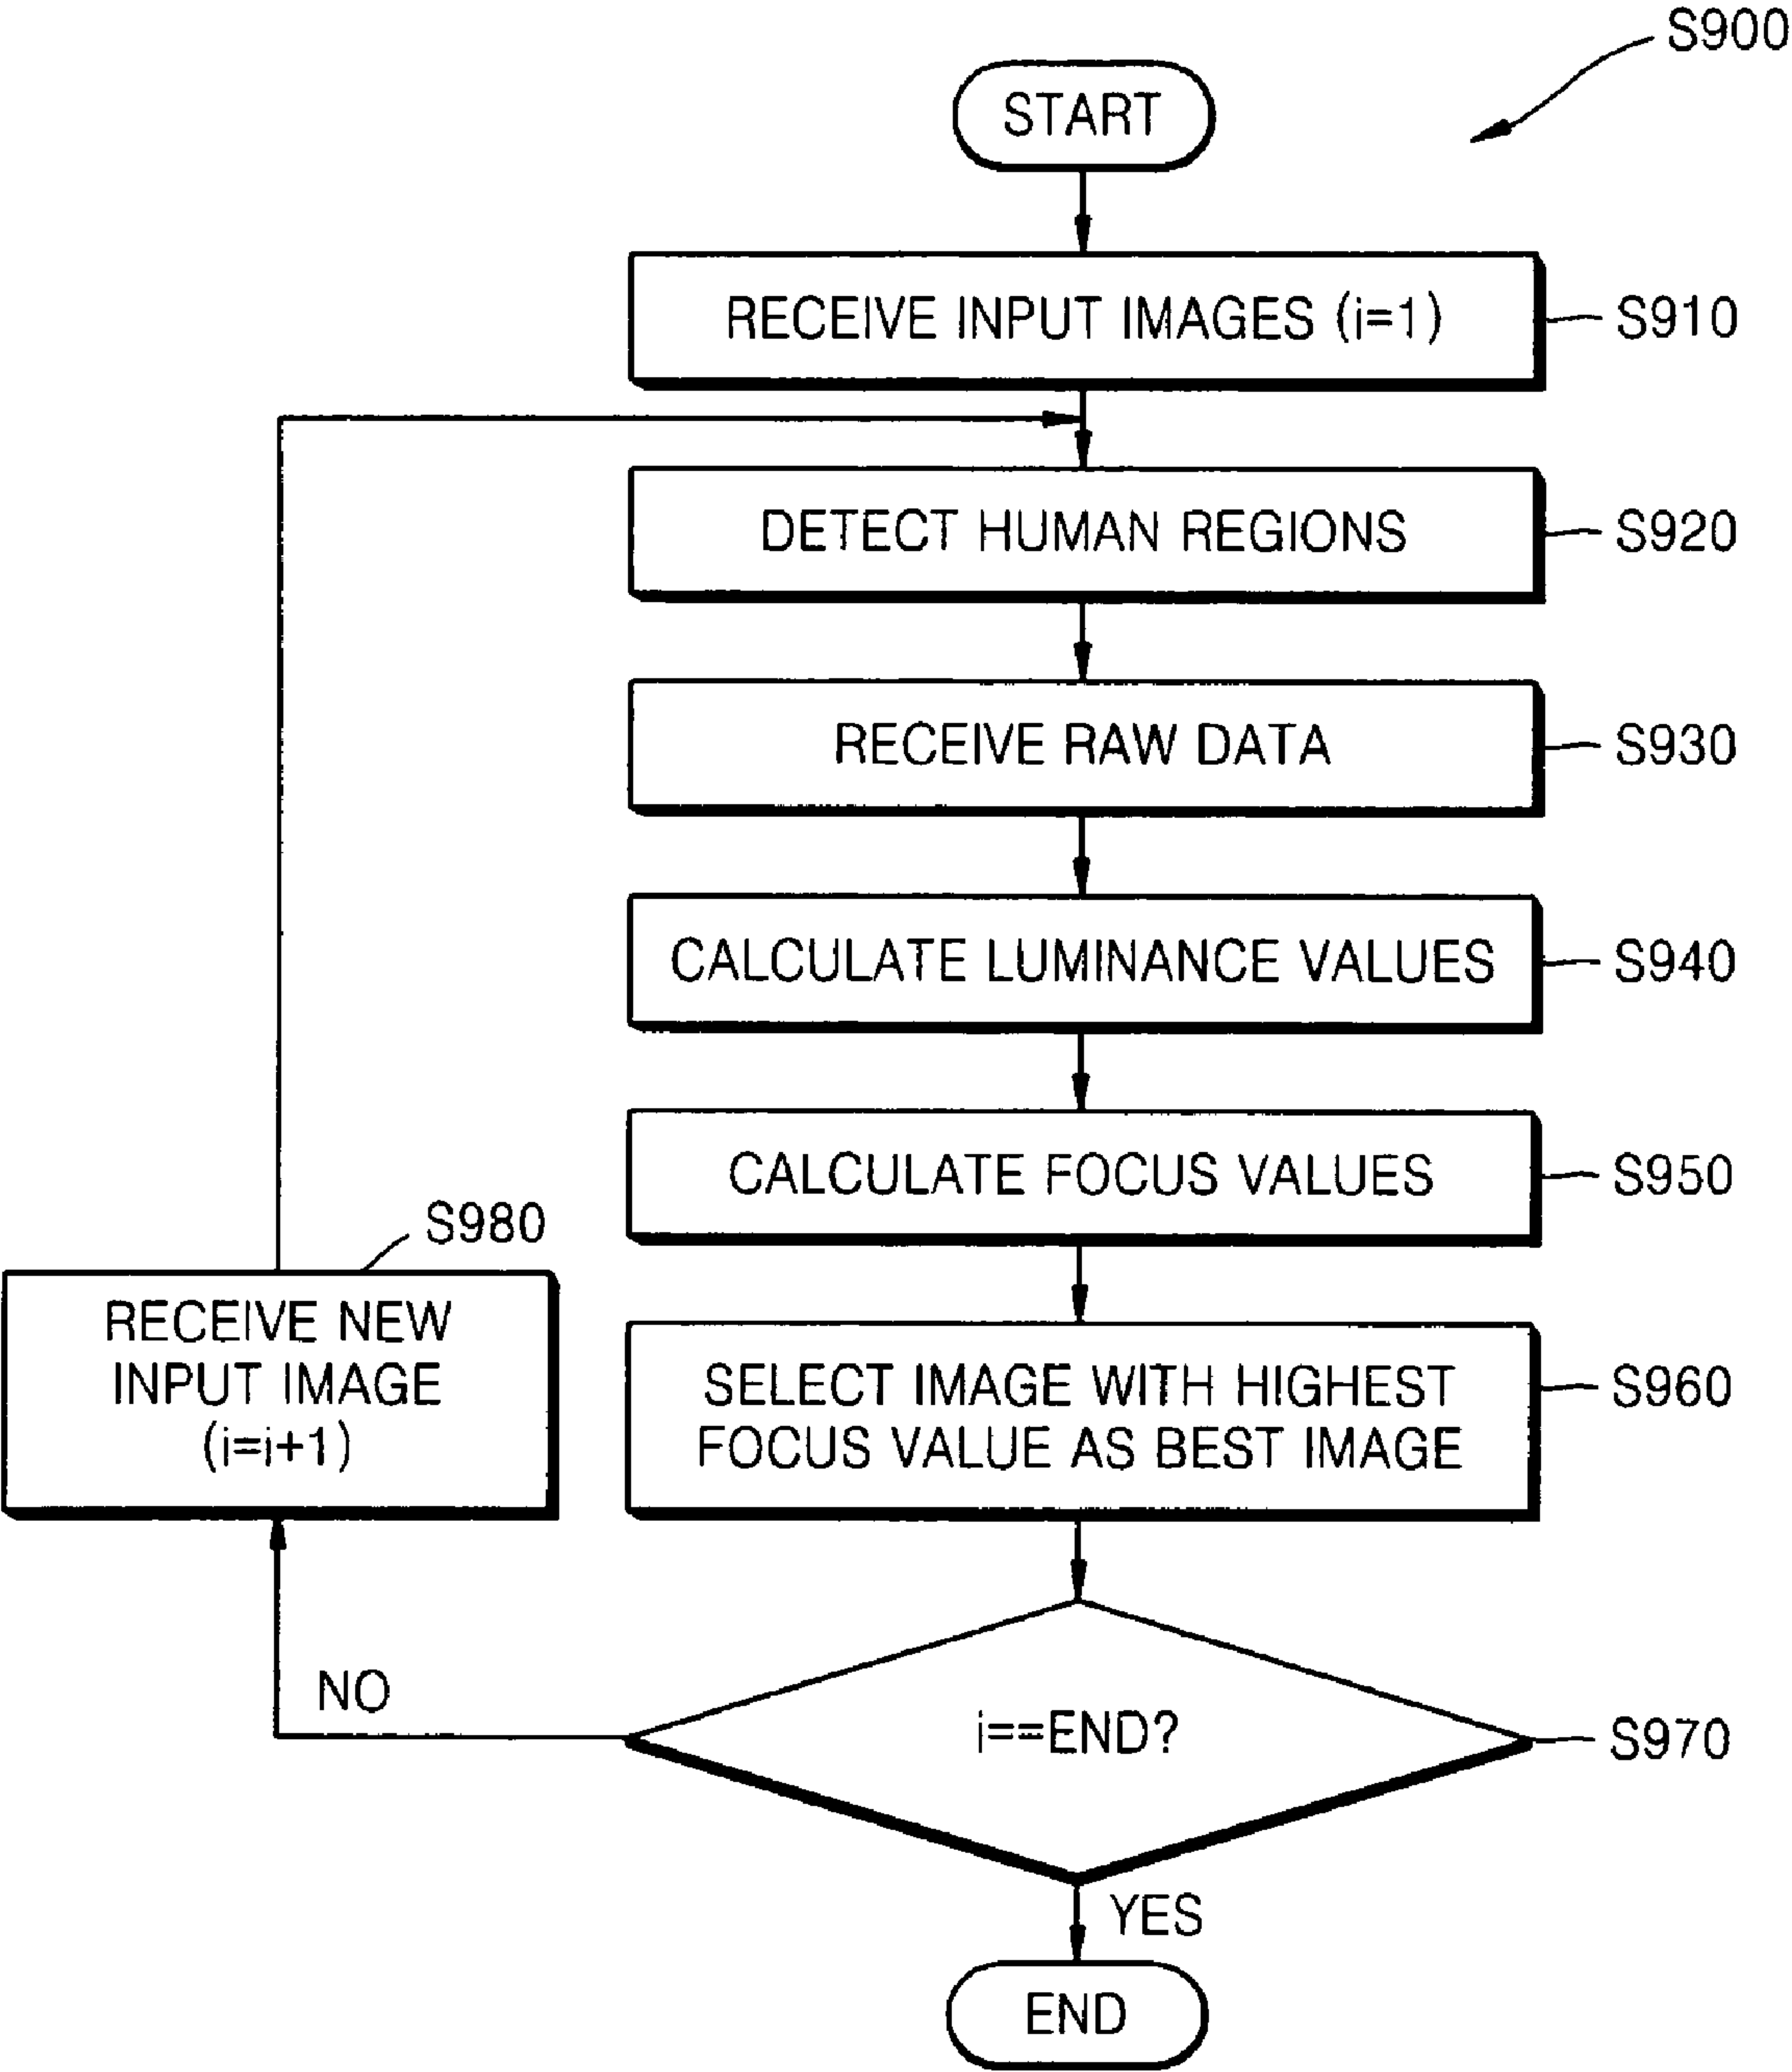 S900
START
RECEIVE INPUT IMAGES (i=1)
S910
DETECT HUMAN REGIONS
S920
RECEIVE RAW DATA
S930
CALCULATE LUMINANCE VALUES
S940
CALCULATE FOCUS VALUES
S950
S980
RECEIVE NEW
INPUT IMAGE
(i=i+1)
SELECT IMAGE WITH HIGHEST
FOCUS VALUE AS BEST IMAGE
S960
NO
i==END?
S970
YES
END